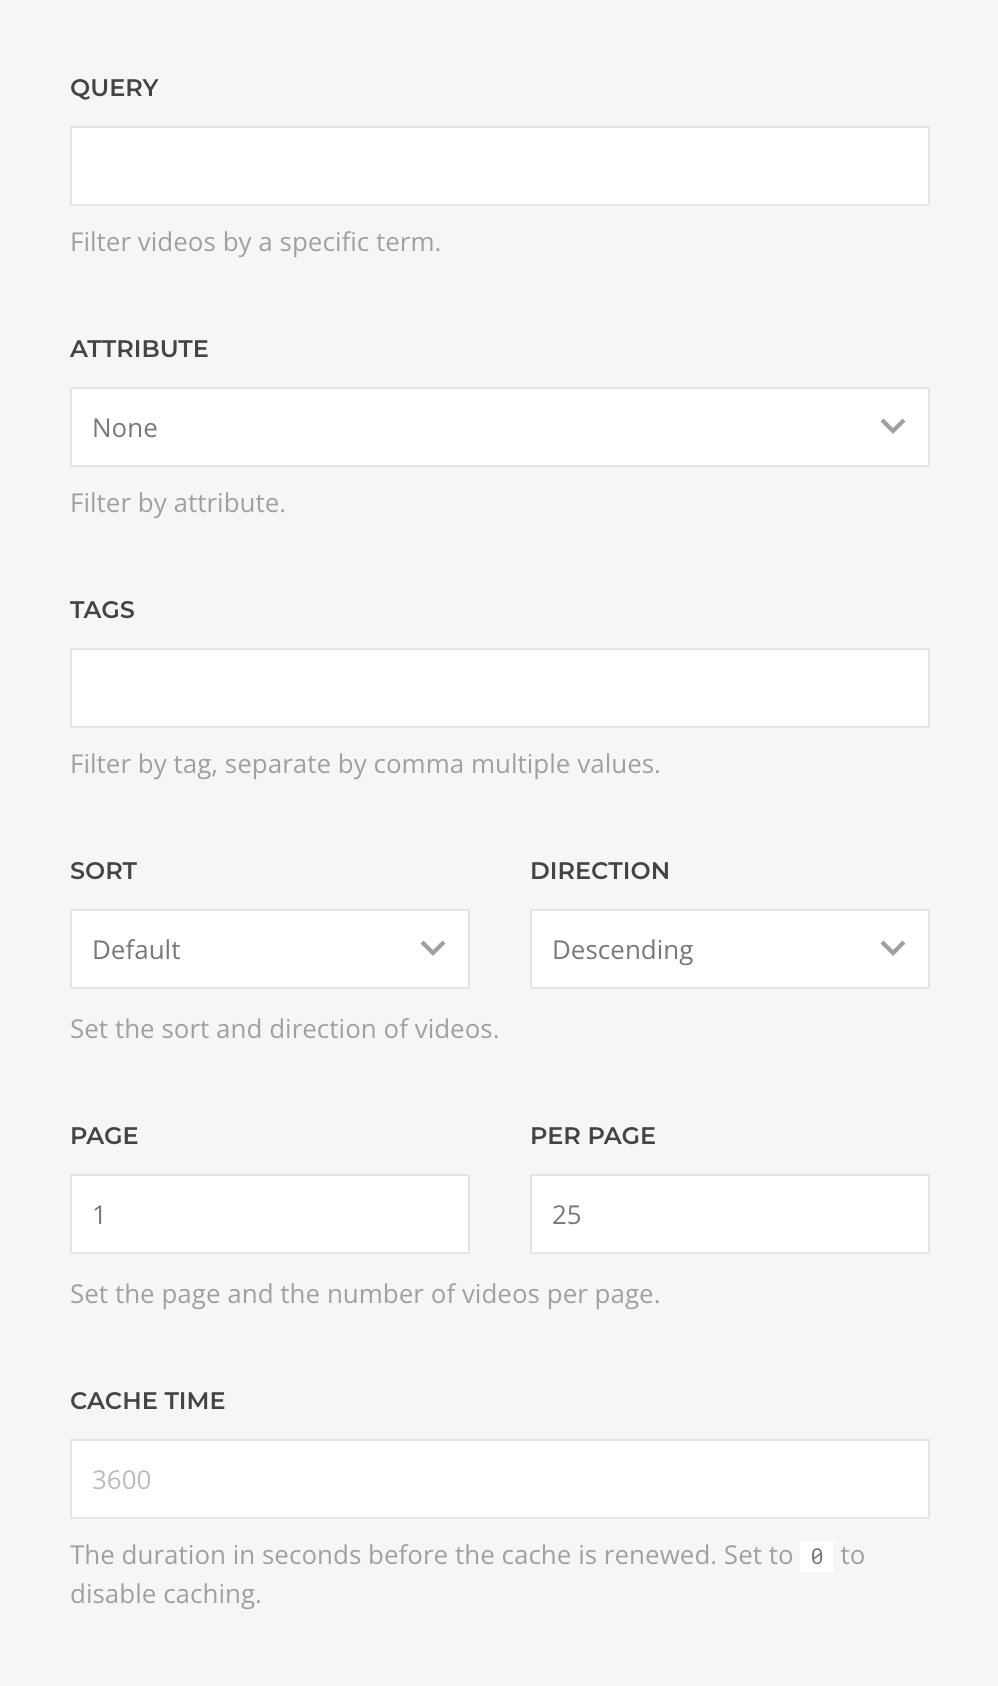 QUERY
Filter videos by a specific term.
ATTRIBUTE
None
Filter by attribute.
TAGS
Filter by tag, separate by comma multiple values.
SORT
DIRECTION
Default
Descending
Set the sort and direction of videos.
PAGE
PER PAGE
1
25
Set the page and the number of videos per page.
CACHE TIME
3600
The duration in seconds before the cache is renewed. Set to 0 to
disable caching.